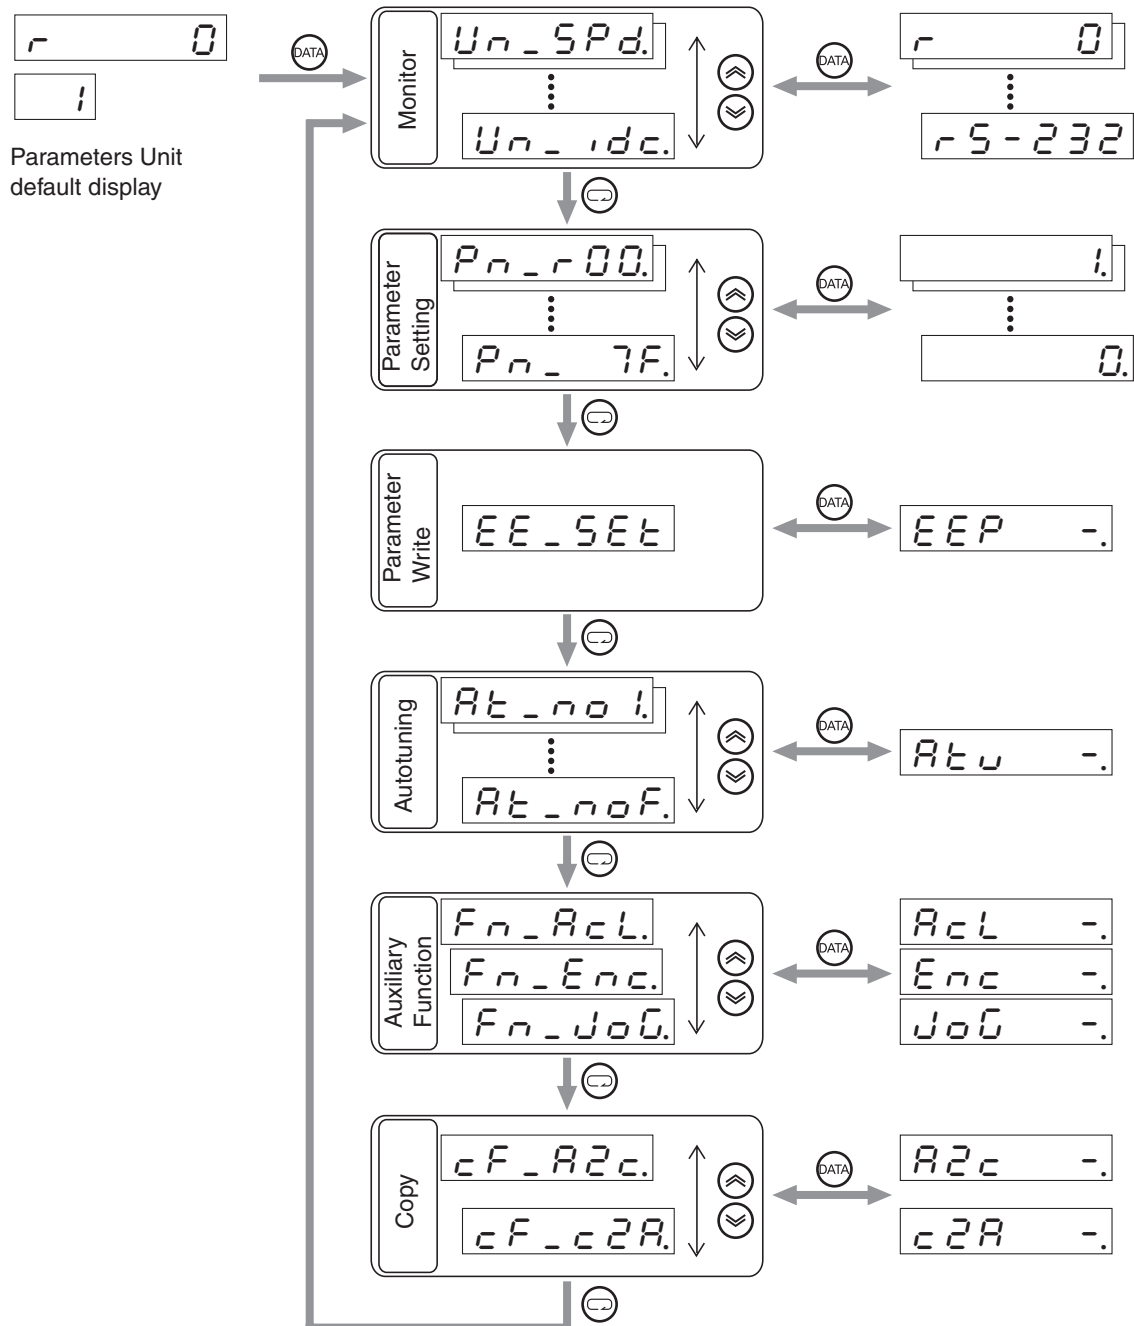 r 0
1
Parameters Unit
default display
DATA
Monitor
Un_SPd.
Un_idc.
DATA
r 0
rS-232
Parameter
Setting
Pn_r00.
Pn_ 7F.
DATA
1.
0.
Parameter
Write
EE_SEt
DATA
EEP -.
Autotuning
At_no1.
At_noF.
DATA
Atu -.
Auxiliary
Function
Fn_AcL.
Fn_Enc.
Fn_JoG.
DATA
AcL -.
Enc -.
JoG -.
Copy
cF_A2c.
cF_c2A.
DATA
A2c -.
c2A -.